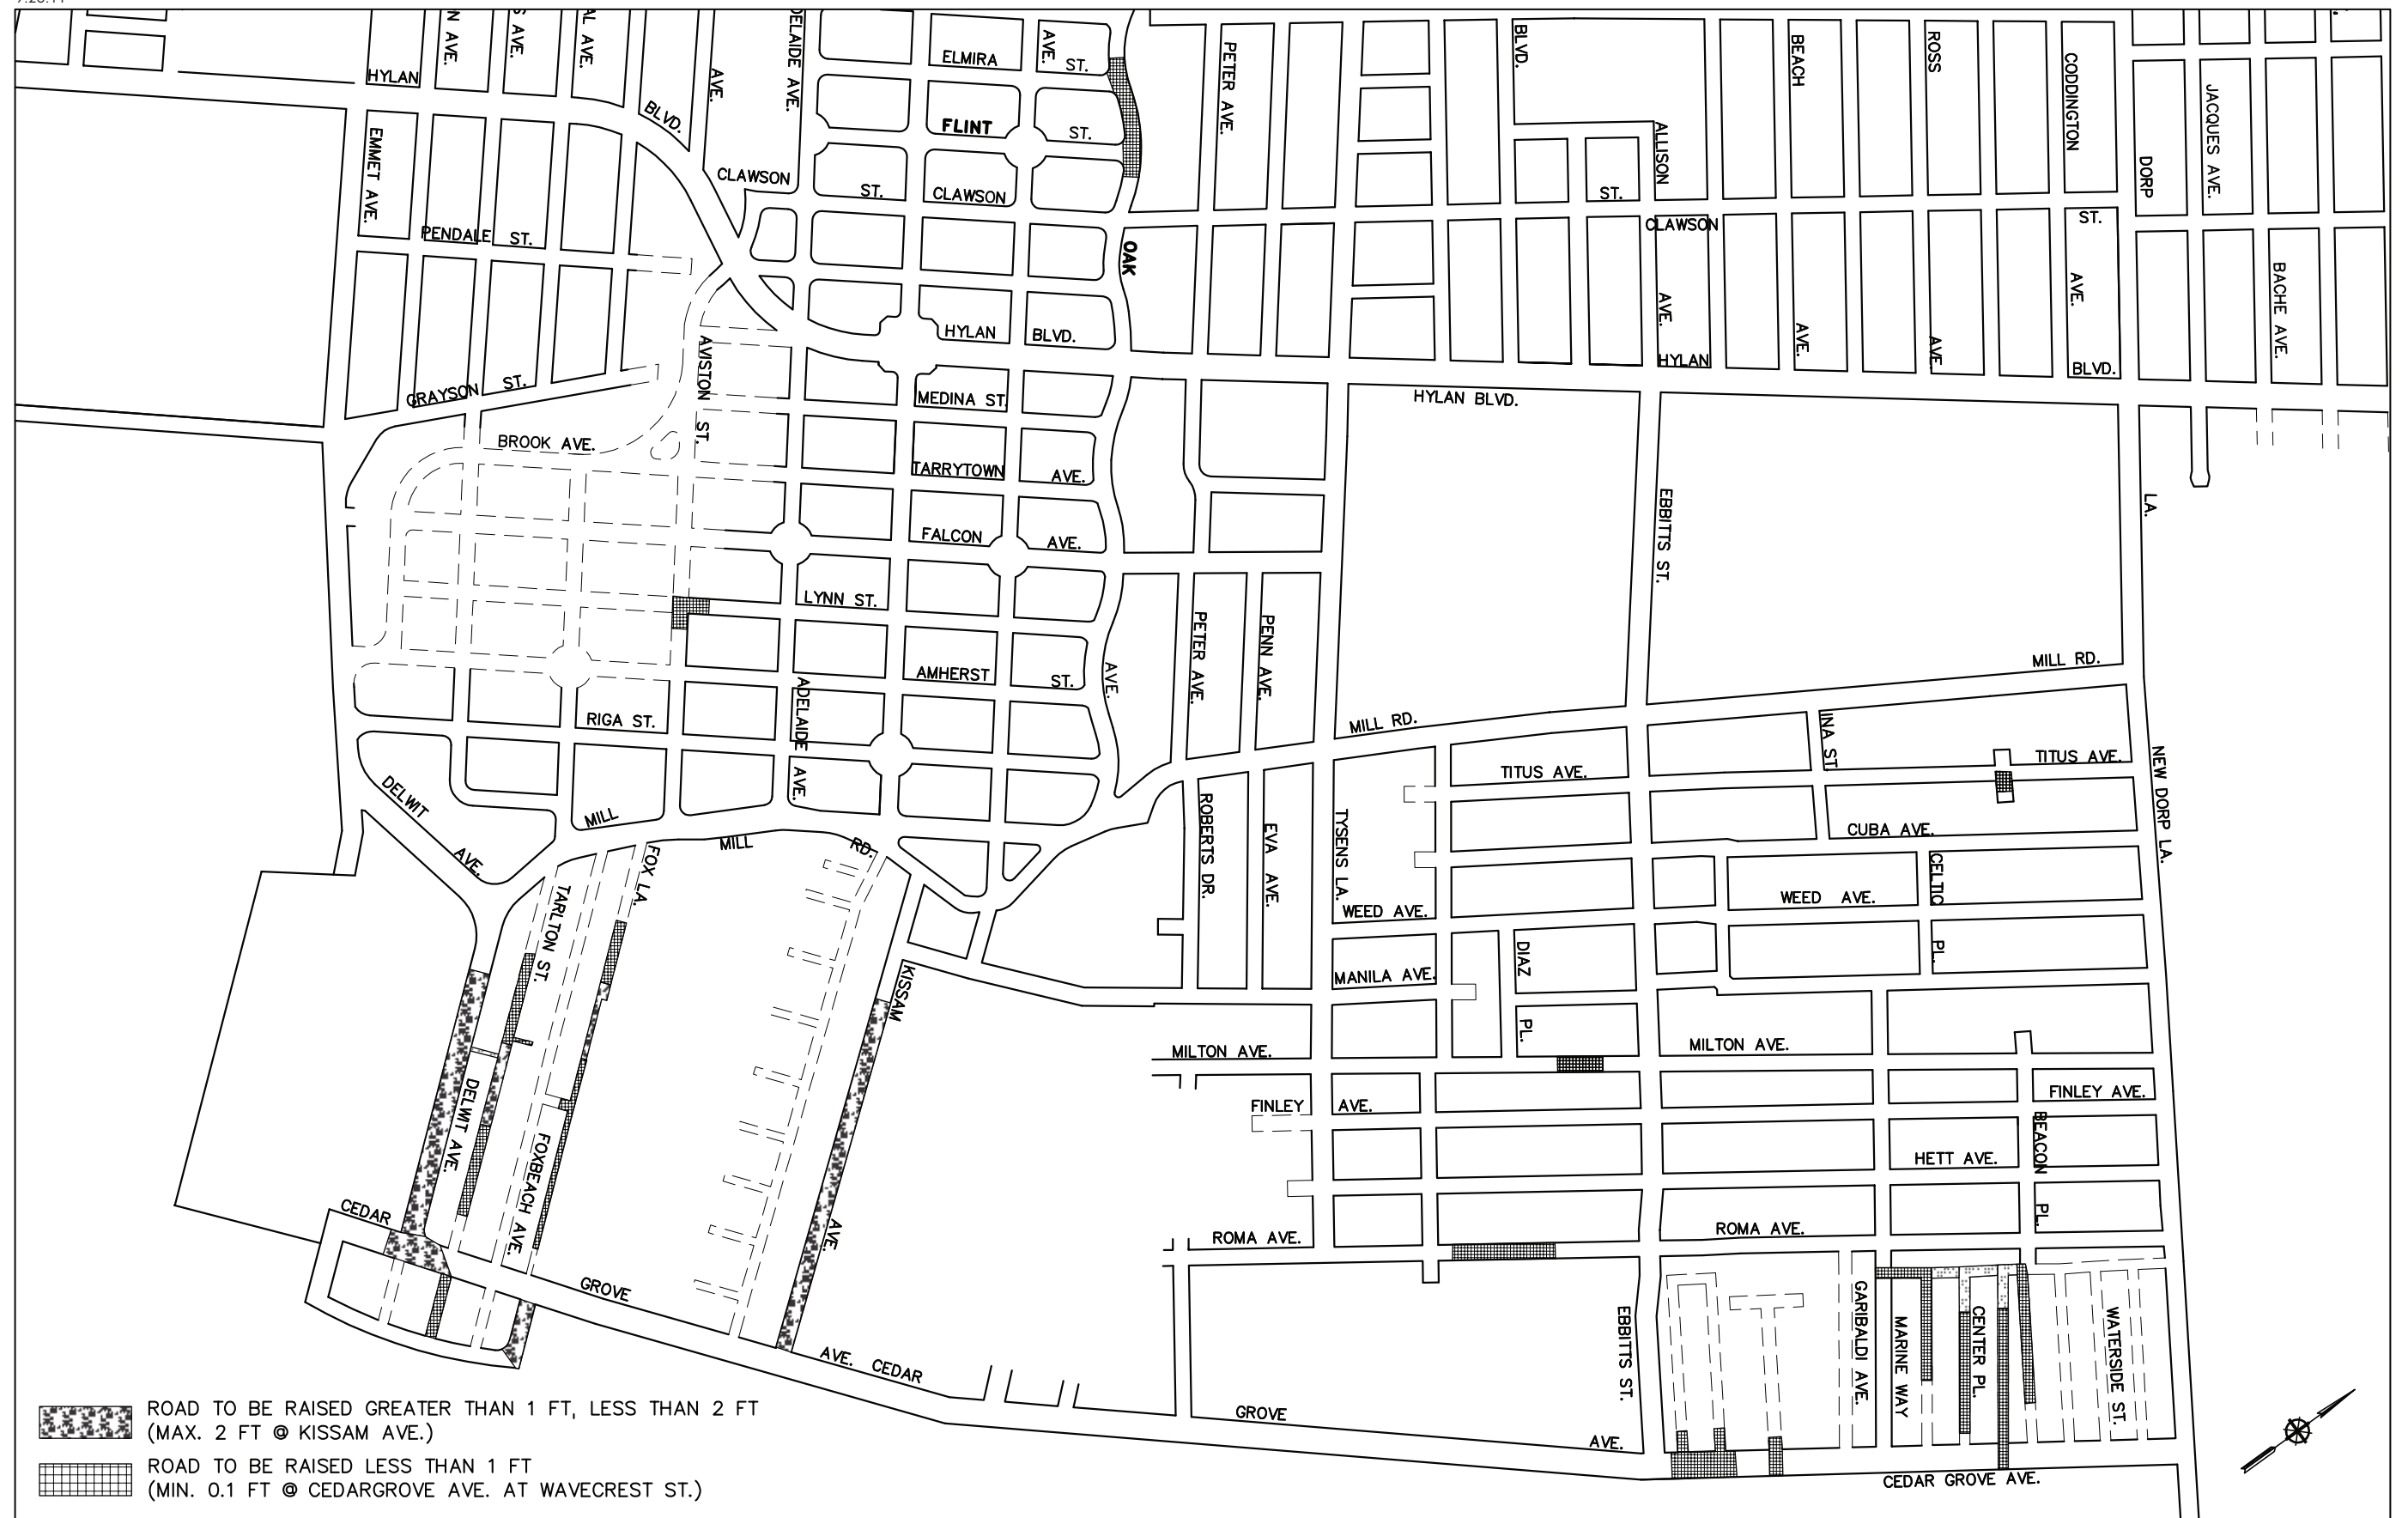 HYLAN
AVE.
AVE.
AVE.
BLVD.
AVE.
ADELAIDE AVE.
ELMIRA
AVE.
ST.
FLINT
ST.
PETER AVE.
BLVD.
BEACH
ROSS
CODDINGTON
JACQUES AVE.
DORP
ALLISON
EMMET AVE.
CLAWSON
ST.
CLAWSON
ST.
CLAWSON
ST.
PENDALE
ST.
OAK
AVE.
AVE.
AVE.
AVE.
BACHE AVE.
HYLAN
BLVD.
HYLAN
BLVD.
AVISTON
ST.
GRAYSON
ST.
MEDINA ST.
HYLAN BLVD.
BROOK AVE.
TARRYTOWN
AVE.
EBBITTS ST.
LA.
FALCON
AVE.
LYNN ST.
PETER AVE.
PENN AVE.
AMHERST
ST.
AVE.
MILL RD.
ADELAIDE
AVE.
RIGA ST.
MILL RD.
INA ST.
TITUS AVE.
TITUS AVE.
NEW DORP LA.
DELWIT
AVE.
MILL
MILL
RD.
ROBERTS DR.
EVA AVE.
TYSENS LA.
CUBA AVE.
FOX LA.
TARLTON ST.
WEED AVE.
WEED AVE.
CELTIC
PL.
KISSAM
AVE.
MANILA AVE.
DIAZ
PL.
MILTON AVE.
MILTON AVE.
DELWIT AVE.
FOXBEACH AVE.
FINLEY
AVE.
FINLEY AVE.
BEACON
PL.
HETT AVE.
CEDAR
GROVE
ROMA AVE.
ROMA AVE.
EBBITTS ST.
GARIBALDI AVE.
MARINE WAY
CENTER PL.
WATERSIDE ST.
AVE.
CEDAR
GROVE
AVE.
CEDAR GROVE AVE.
ROAD TO BE RAISED GREATER THAN 1 FT, LESS THAN 2 FT
(MAX. 2 FT @ KISSAM AVE.)
ROAD TO BE RAISED LESS THAN 1 FT
(MIN. 0.1 FT @ CEDARGROVE AVE. AT WAVECREST ST.)